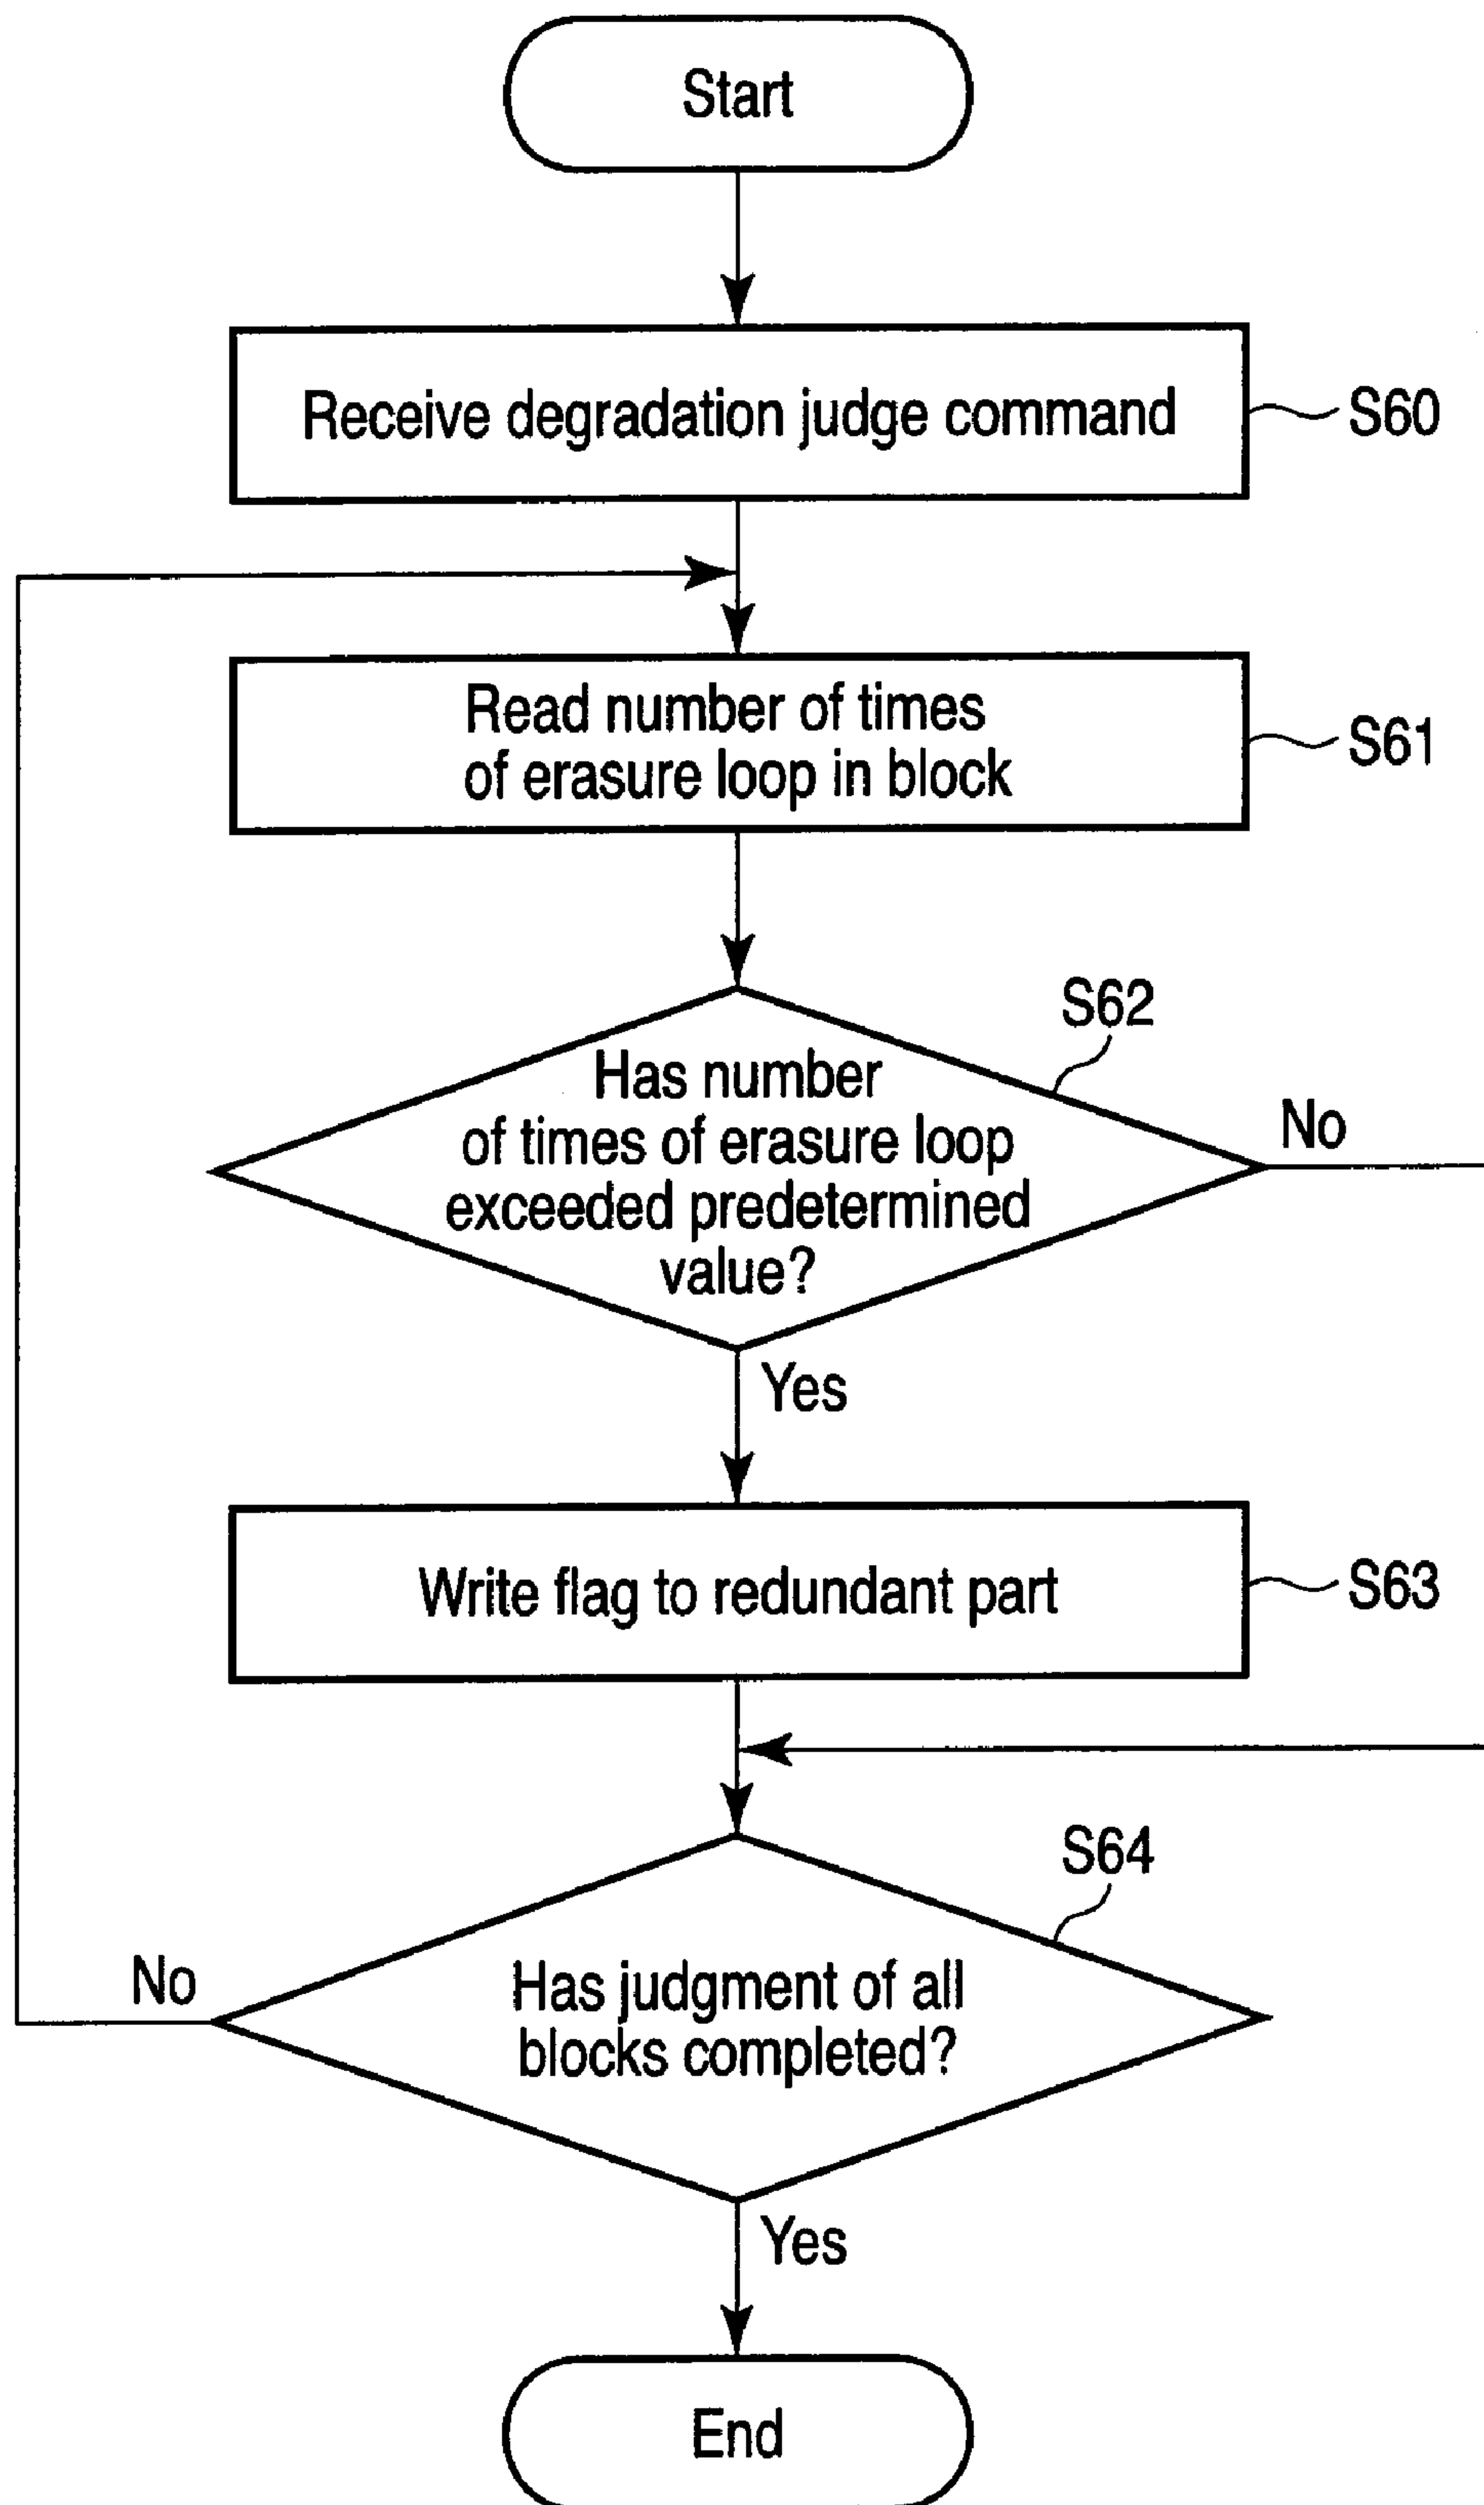 Start
Receive degradation judge command
S60
Read number of times
of erasure loop in block
S61
S62
Has number
of times of erasure loop
exceeded predetermined
value?
No
Yes
Write flag to redundant part
S63
S64
Has judgment of all
blocks completed?
No
Yes
End